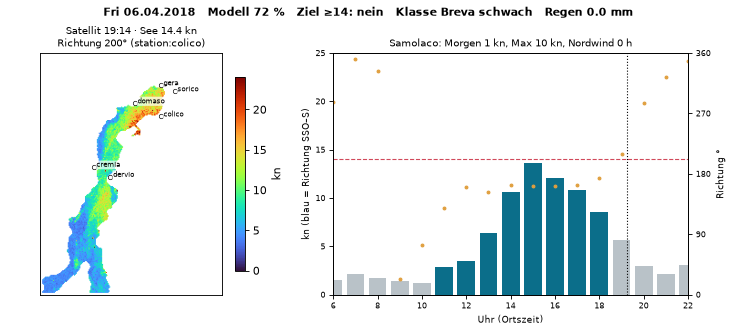 Fri 06.04.2018   Modell 72 %   Ziel ≥14: nein   Klasse Breva schwach   Regen 0.0 mm
Satellit 19:14 · See 14.4 kn
Richtung 200° (station:colico)
gera
sorico
domaso
colico
cremia
dervio
20
15
10
5
0
kn
Samolaco: Morgen 1 kn, Max 10 kn, Nordwind 0 h
25
20
15
10
5
0
kn (blau = Richtung SSO–S)
360
270
180
90
0
Richtung °
6 8 10 12 14 16 18 20 22
Uhr (Ortszeit)